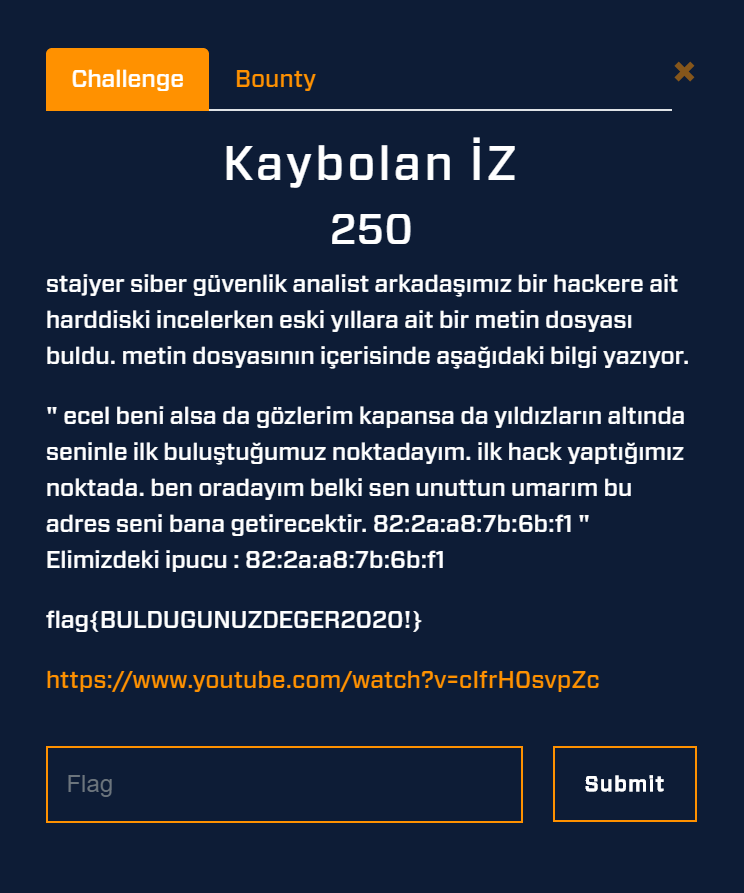 Challenge
Bounty
✖
Kaybolan İZ
250
stajyer siber güvenlik analist arkadaşımız bir hackere ait
harddiski incelerken eski yıllara ait bir metin dosyası
buldu. metin dosyasının içerisinde aşağıdaki bilgi yazıyor.
" ecel beni alsa da gözlerim kapansa da yıldızların altında
seninle ilk buluştuğumuz noktadayım. ilk hack yaptığımız
noktada. ben oradayım belki sen unuttun umarım bu
adres seni bana getirecektir. 82:2a:a8:7b:6b:f1 "
Elimizdeki ipucu : 82:2a:a8:7b:6b:f1
flag{BULDUGUNUZDEGER2020!}
https://www.youtube.com/watch?v=cIfrH0svpZc
Flag
Submit